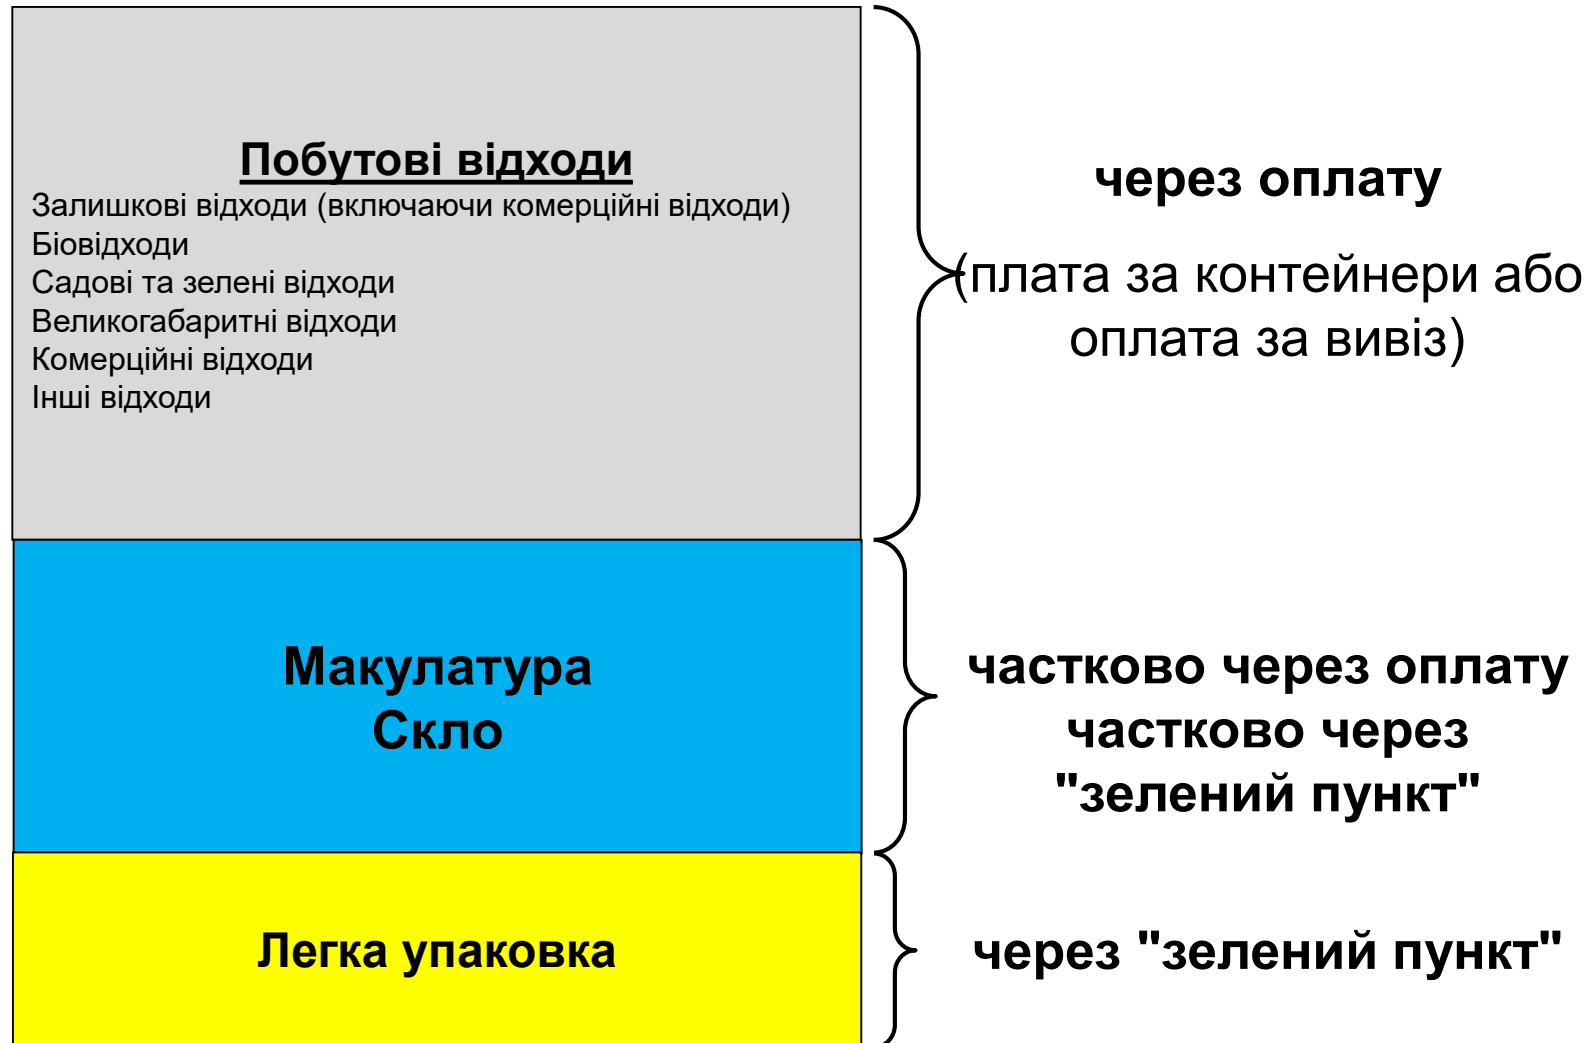 Побутові відходи
Залишкові відходи (включаючи комерційні відходи)
Біовідходи
Садові та зелені відходи
Великогабаритні відходи
Комерційні відходи
Інші відходи
через оплату
(плата за контейнери або
оплата за вивіз)
Макулатура
Скло
частково через оплату
частково через
"зелений пункт"
Легка упаковка
через "зелений пункт"